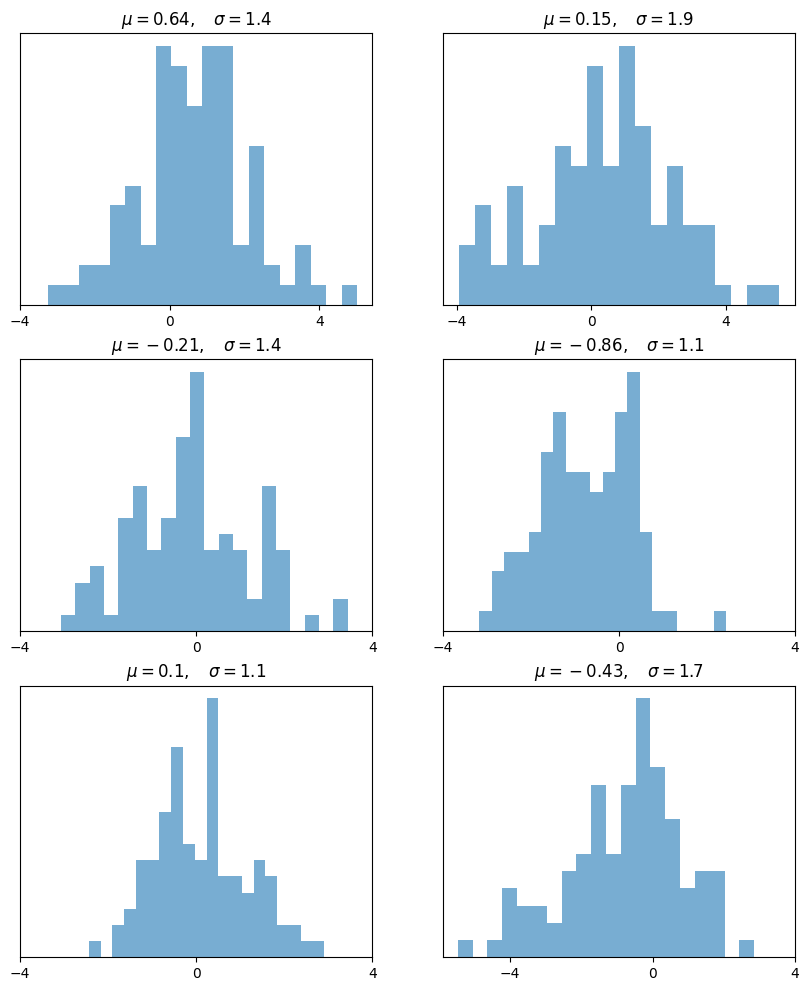 μ = 0.64, σ = 1.4
μ = 0.15, σ = 1.9
−4 0 4
−4 0 4
μ = −0.21, σ = 1.4
μ = −0.86, σ = 1.1
−4 0 4
−4 0 4
μ = 0.1, σ = 1.1
μ = −0.43, σ = 1.7
−4 0 4
−4 0 4